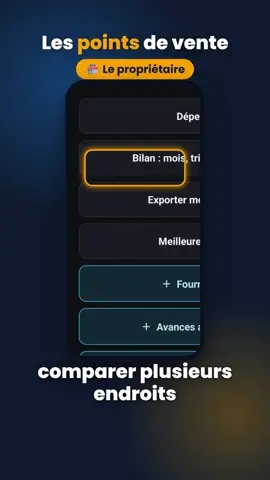 Les points de vente
Le propriétaire
Dépe
Bilan : mois, tri
Exporter me
Meilleure
+ Fourn
+ Avances a
comparer plusieurs
endroits